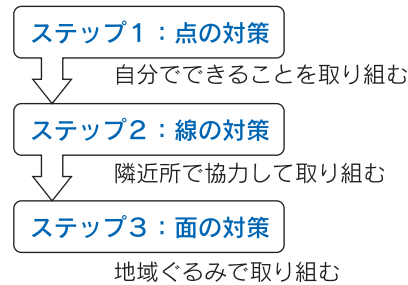 ステップ1：点の対策
自分でできることを取り組む
ステップ2：線の対策
隣近所で協力して取り組む
ステップ3：面の対策
地域ぐるみで取り組む